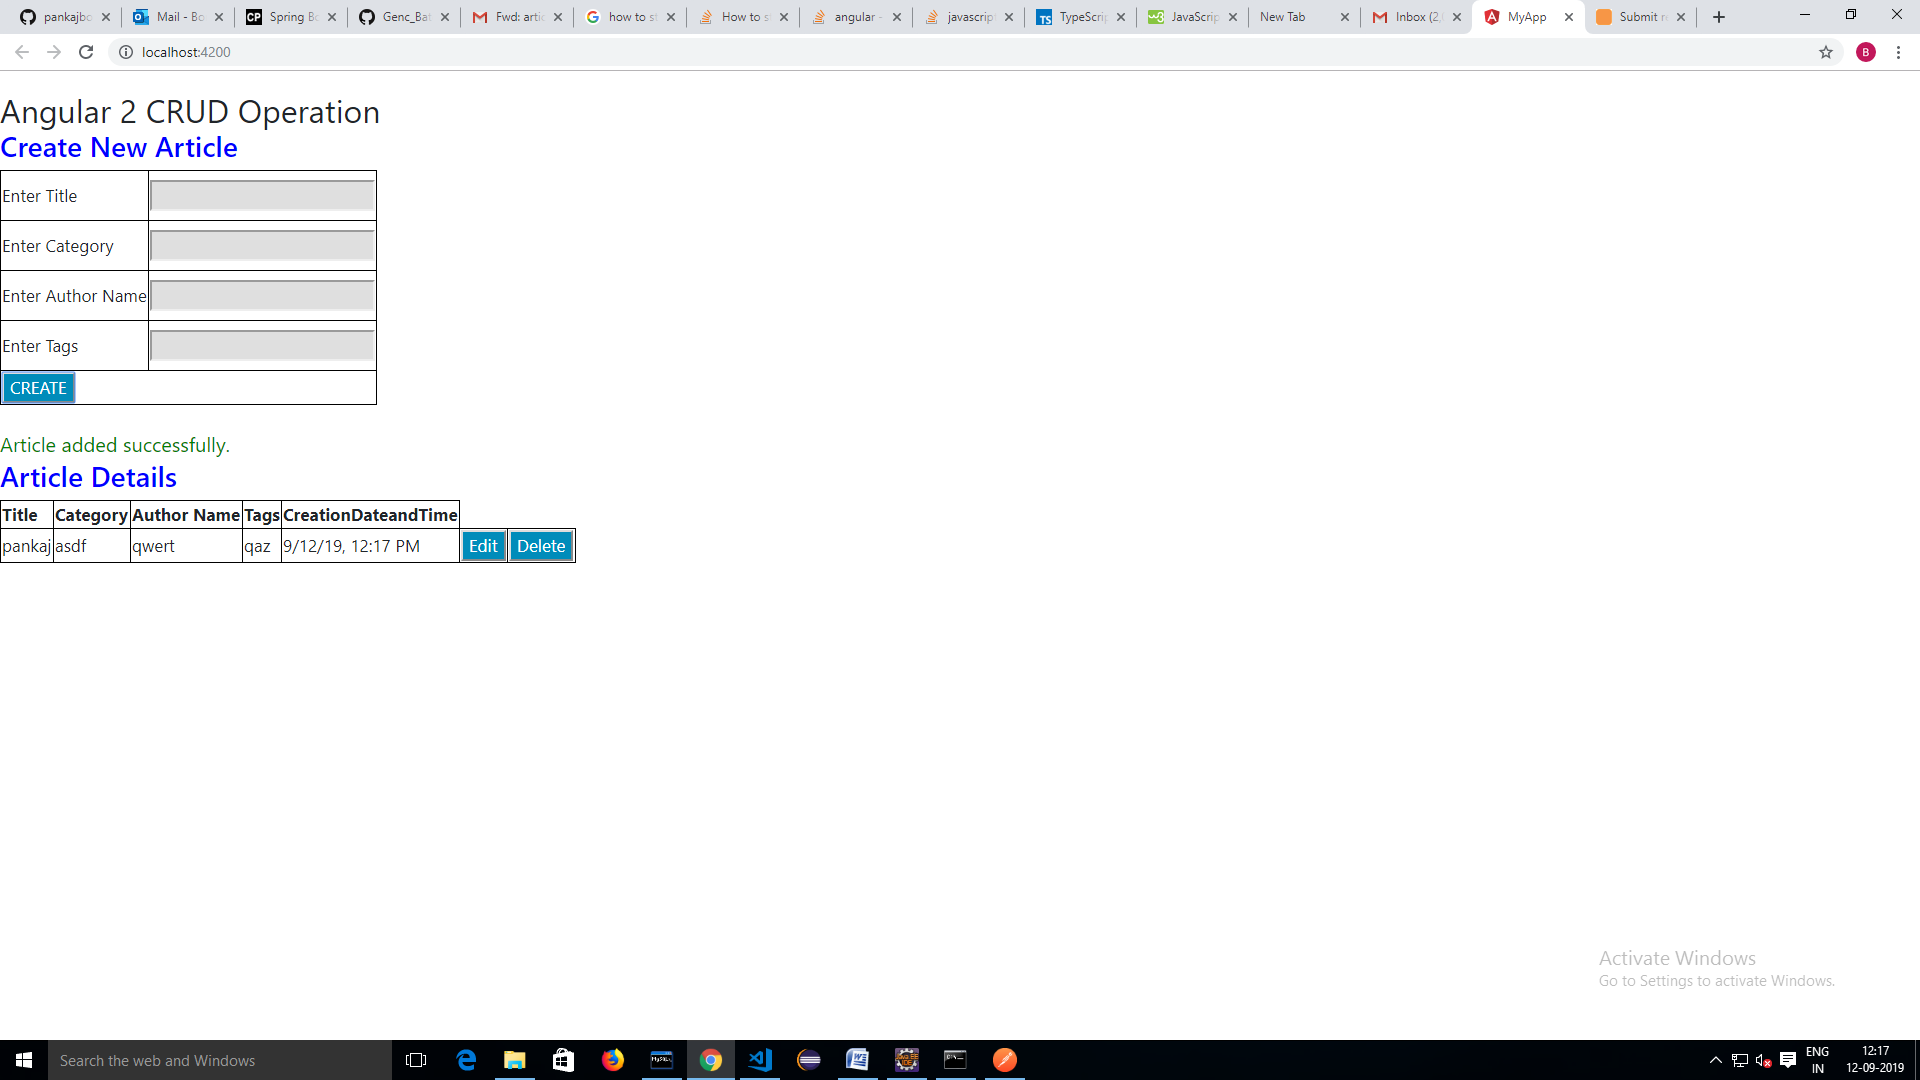 pankajbo
Mail - Bo
Spring Bo
Genc_Bat
Fwd: artic
how to st
How to s
angular -
javascript
TypeScrip
JavaScrip
New Tab
Inbox (2,
MyApp
Submit
localhost:4200
B
Angular 2 CRUD Operation
Create New Article
Enter Title
Enter Category
Enter Author Name
Enter Tags
CREATE
Article added successfully.
Article Details
Title Category Author Name Tags CreationDateandTime
pankaj asdf qwert qaz 9/12/19, 12:17 PM Edit Delete
Activate Windows
Go to Settings to activate Windows.
Search the web and Windows
ENG
IN
12:17
12-09-2019